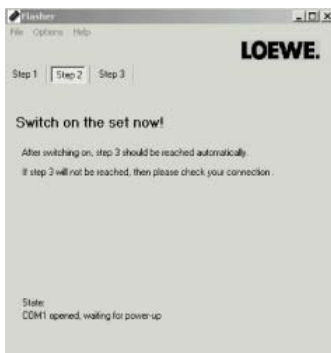 Flasher
File Options Help
LOEWE.
Step 1 Step 2 Step 3
Switch on the set now!
After switching on, step 3 should be reached automatically.
If step 3 will not be reached, then please check your connection.
State:
COM1 opened, waiting for power-up